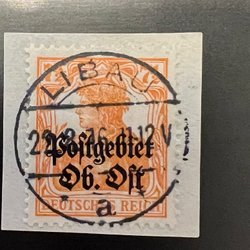 LIBAU
Postgebiet
Ob. Ost
DEUTSCHES REICH
a